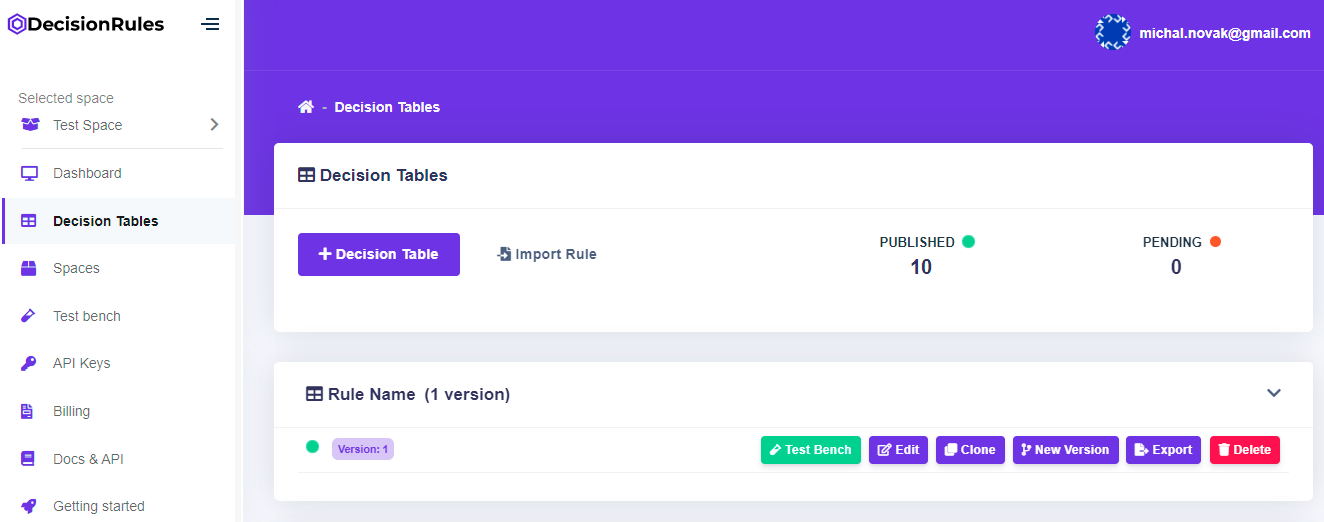 DecisionRules
michal.novak@gmail.com
Selected space
Test Space
Dashboard
Decision Tables
Spaces
Test bench
API Keys
Billing
Docs & API
Getting started
- Decision Tables
Decision Tables
+ Decision Table
Import Rule
PUBLISHED
10
PENDING
0
Rule Name (1 version)
Version: 1
Test Bench
Edit
Clone
New Version
Export
Delete